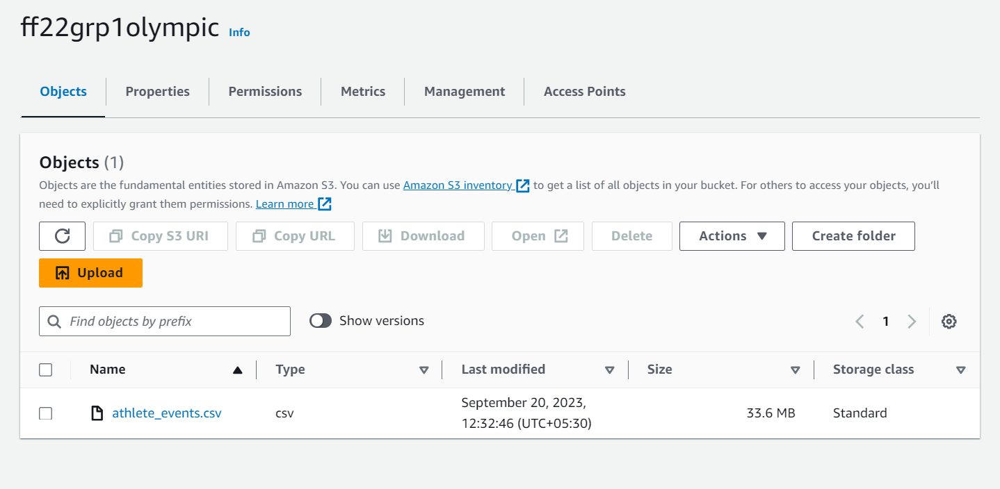 ff22grp1olympic Info
Objects Properties Permissions Metrics Management Access Points
Objects (1)
Objects are the fundamental entities stored in Amazon S3. You can use Amazon S3 inventory to get a list of all objects in your bucket. For others to access your objects, you’ll
need to explicitly grant them permissions. Learn more
Copy S3 URI Copy URL Download Open Delete Actions Create folder
Upload
Find objects by prefix Show versions 1
Name Type Last modified Size Storage class
athlete_events.csv csv September 20, 2023, 33.6 MB Standard
12:32:46 (UTC+05:30)